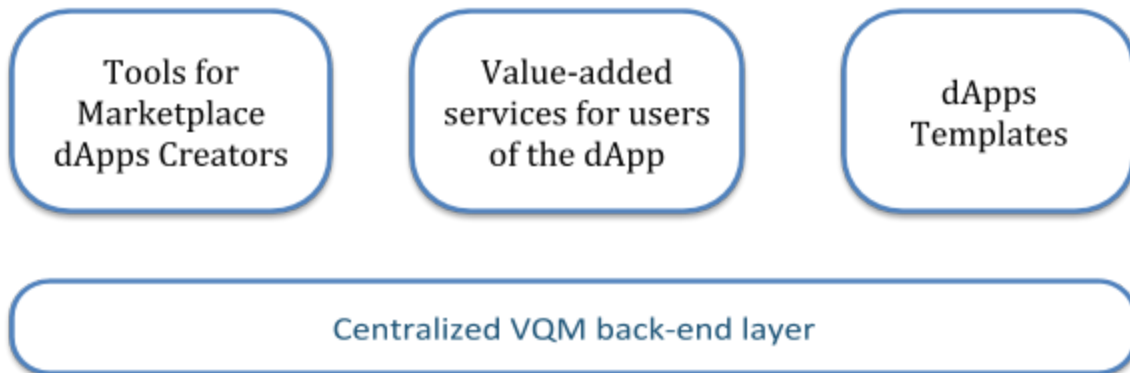 Tools for
Marketplace
dApps Creators
Value-added
services for users
of the dApp
dApps
Templates
Centralized VQM back-end layer